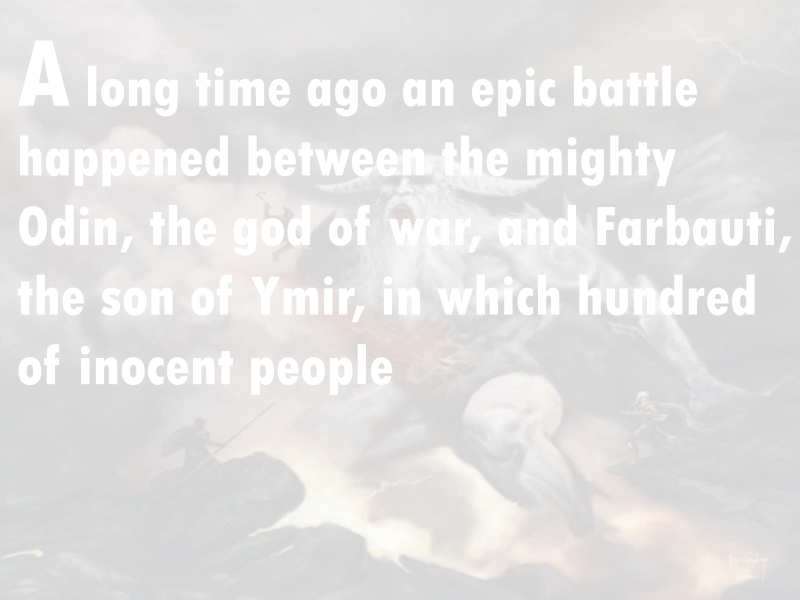 A long time ago an epic battle
happened between the mighty
Odin, the god of war, and Farbauti,
the son of Ymir, in which hundred
of inocent people